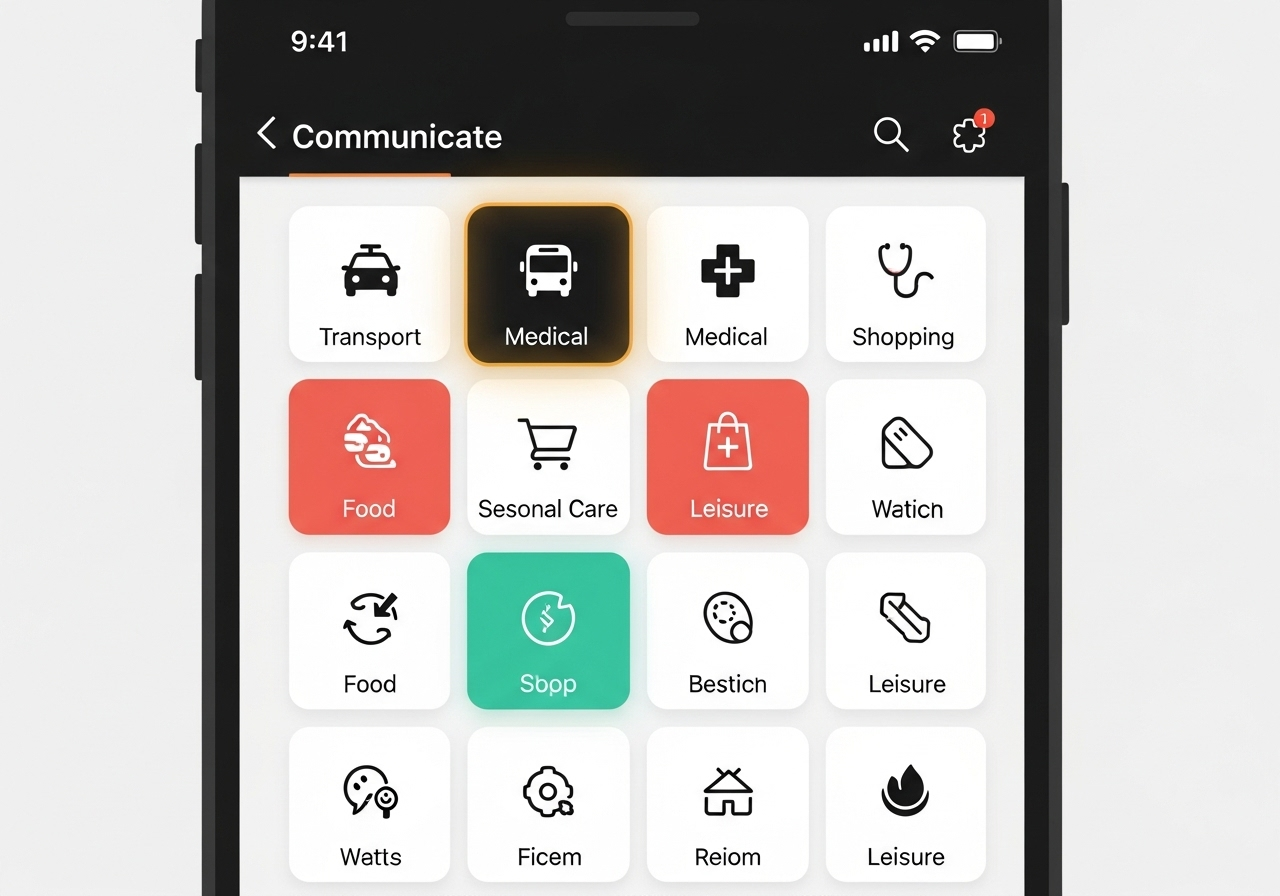 9:41
Communicate
1
Transport
Medical
Medical
Shopping
Food
Sesonal Care
Leisure
Watich
Food
Sbpp
Bestich
Leisure
Watts
Ficem
Reiom
Leisure